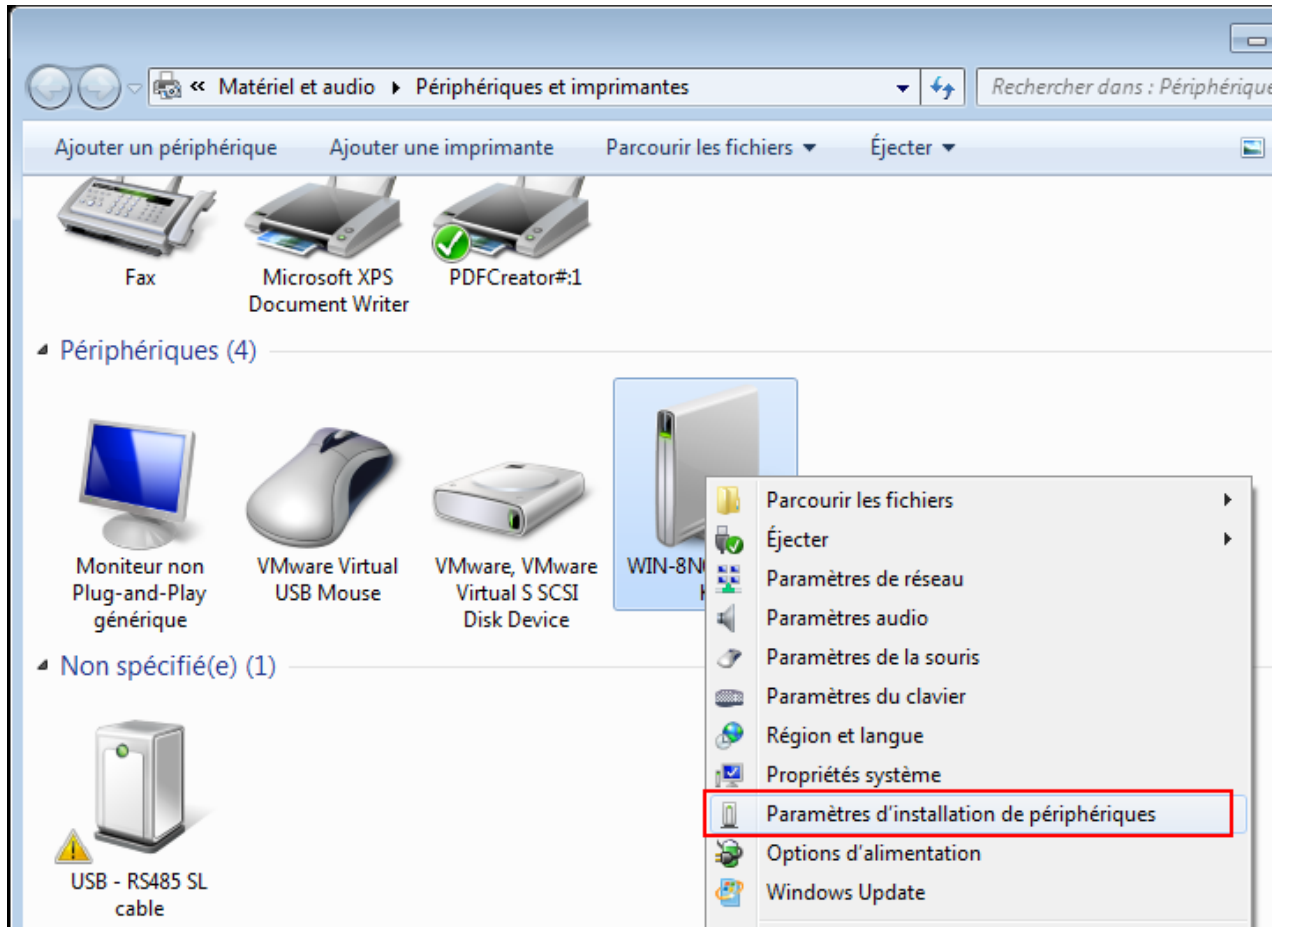 « Matériel et audio Périphériques et imprimantes
Rechercher dans : Périphérique
Ajouter un périphérique Ajouter une imprimante Parcourir les fichiers Éjecter
Fax
Microsoft XPS
Document Writer
PDFCreator#:1
Périphériques (4)
Moniteur non
Plug-and-Play
générique
VMware Virtual
USB Mouse
VMware, VMware
Virtual S SCSI
Disk Device
WIN-8N
Parcourir les fichiers
Éjecter
Paramètres de réseau
Paramètres audio
Paramètres de la souris
Paramètres du clavier
Région et langue
Propriétés système
Paramètres d'installation de périphériques
Options d'alimentation
Windows Update
Non spécifié(e) (1)
USB - RS485 SL
cable